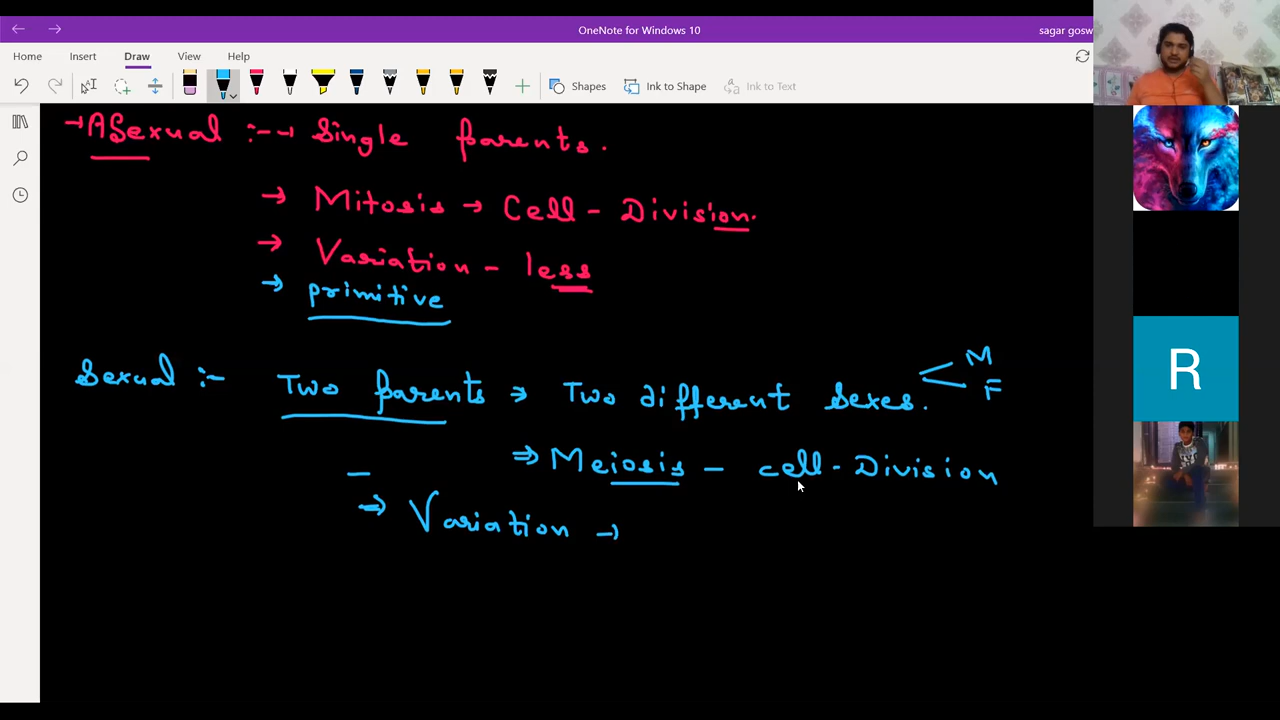 OneNote for Windows 10
sagar gosw
Home Insert Draw View Help
Shapes Ink to Shape Ink to Text
→ASexual :-→ Single Parents.
→ Mitosis → Cell - Division.
→ Variation - less
→ primitive
Sexual :- Two Parents → Two different Sexes. M
F
⇒ Meiosis - cell - Division
⇒ Variation →
R